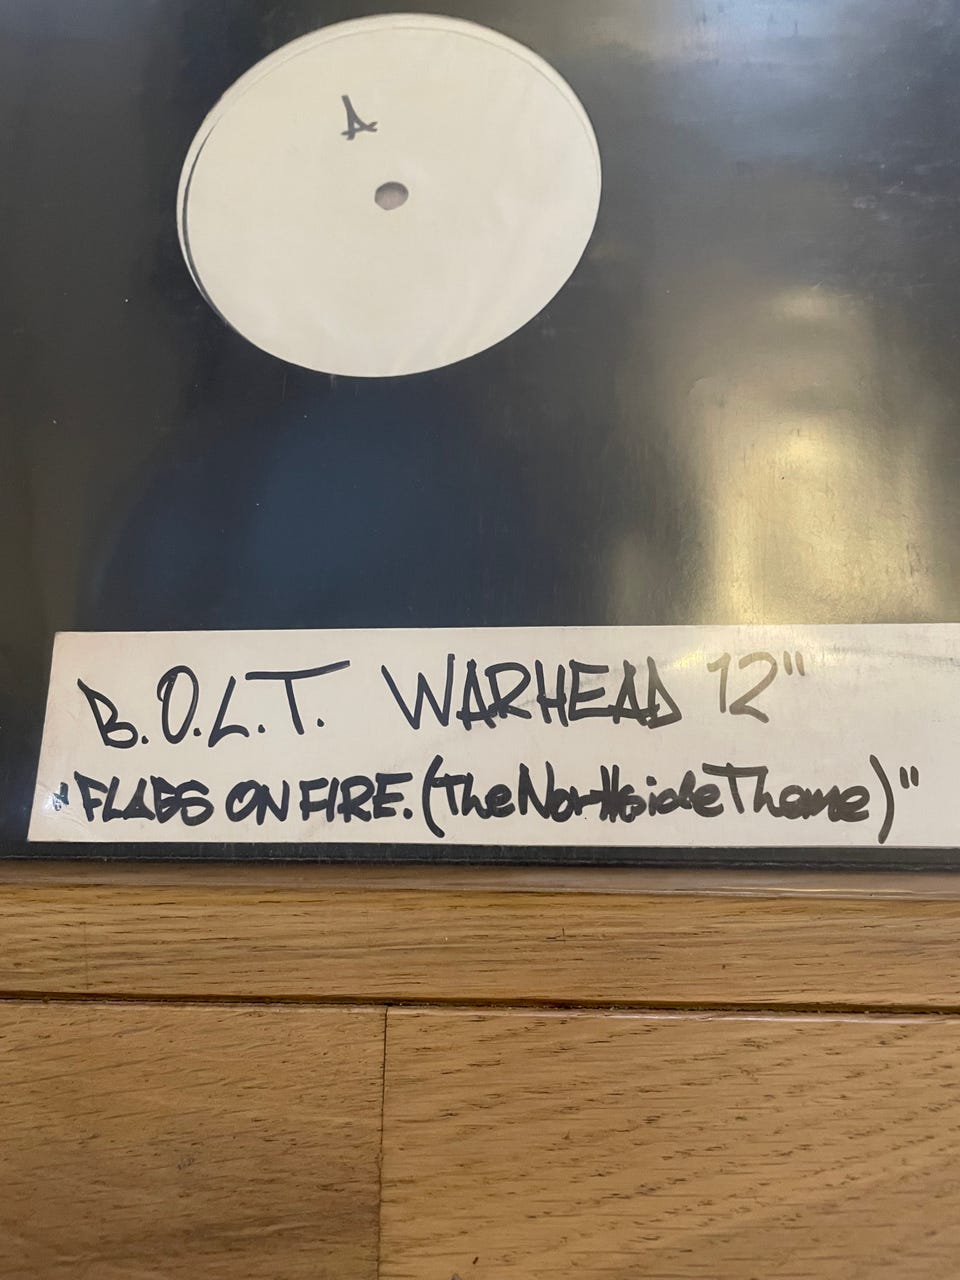 A
B.O.L.T. WARHEAD 12"
"FLAGS ON FIRE. (The Northside Theme)"